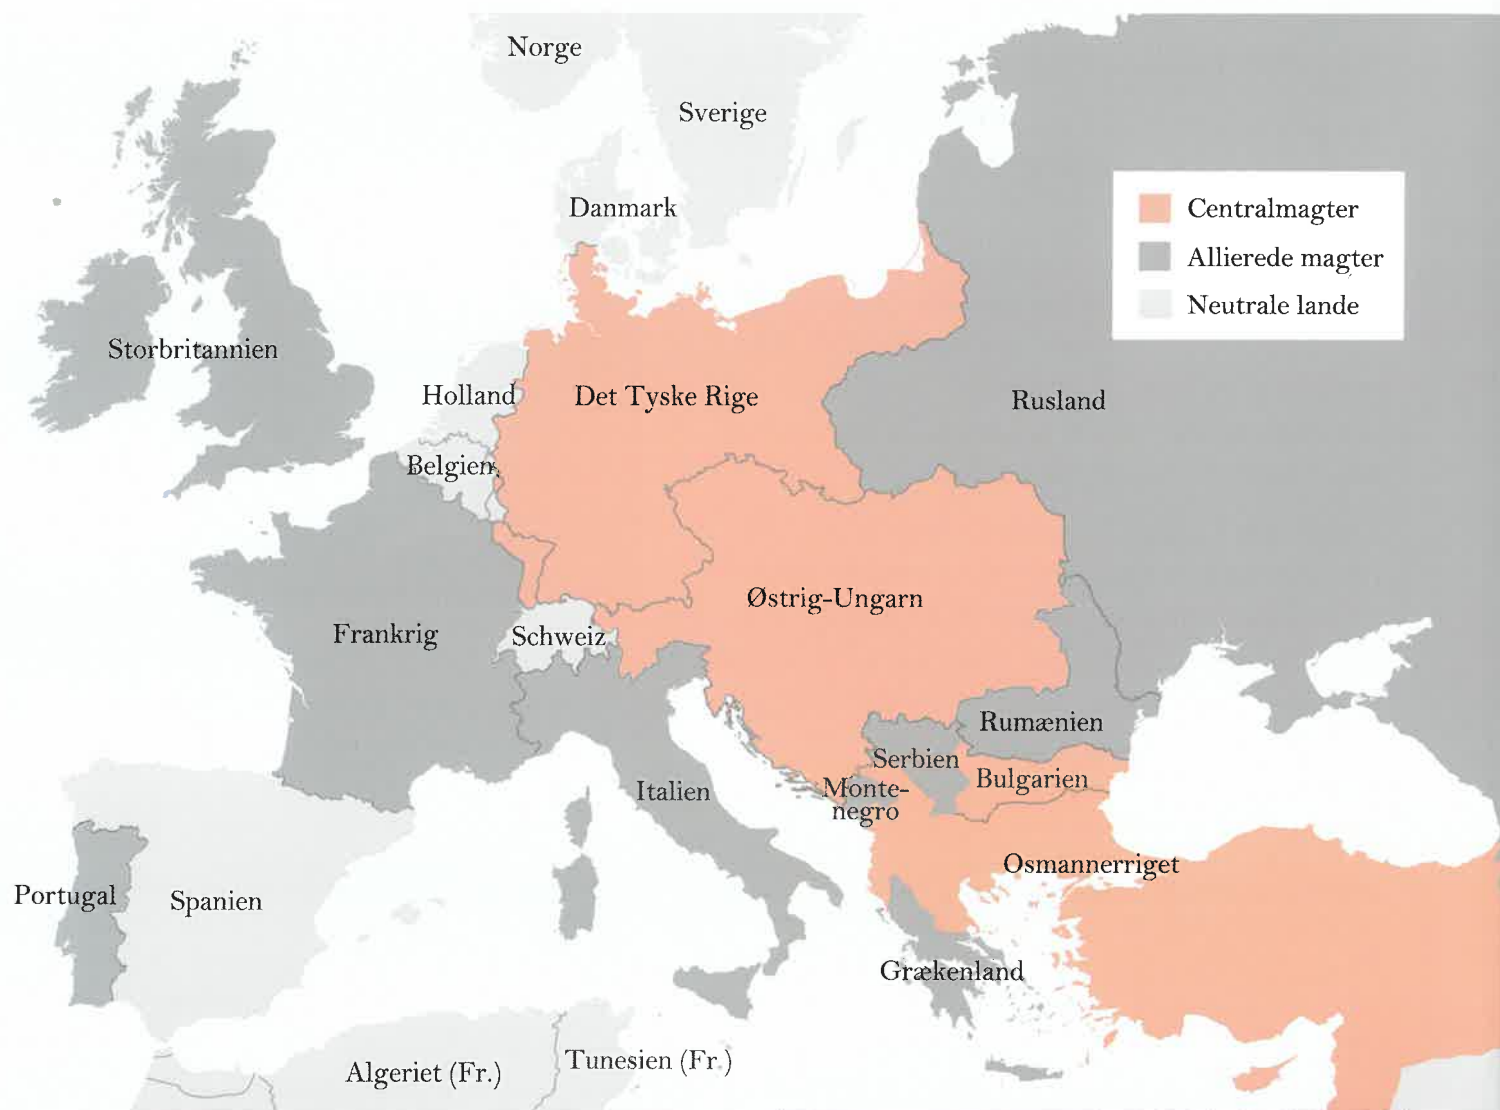 Norge
Sverige
Danmark
Centralmagter
Allierede magter
Neutrale lande
Storbritannien
Holland
Det Tyske Rige
Rusland
Belgien
Østrig-Ungarn
Frankrig
Schweiz
Rumænien
Serbien
Bulgarien
Monte-
negro
Italien
Osmannerriget
Portugal
Spanien
Grækenland
Algeriet (Fr.)
Tunesien (Fr.)